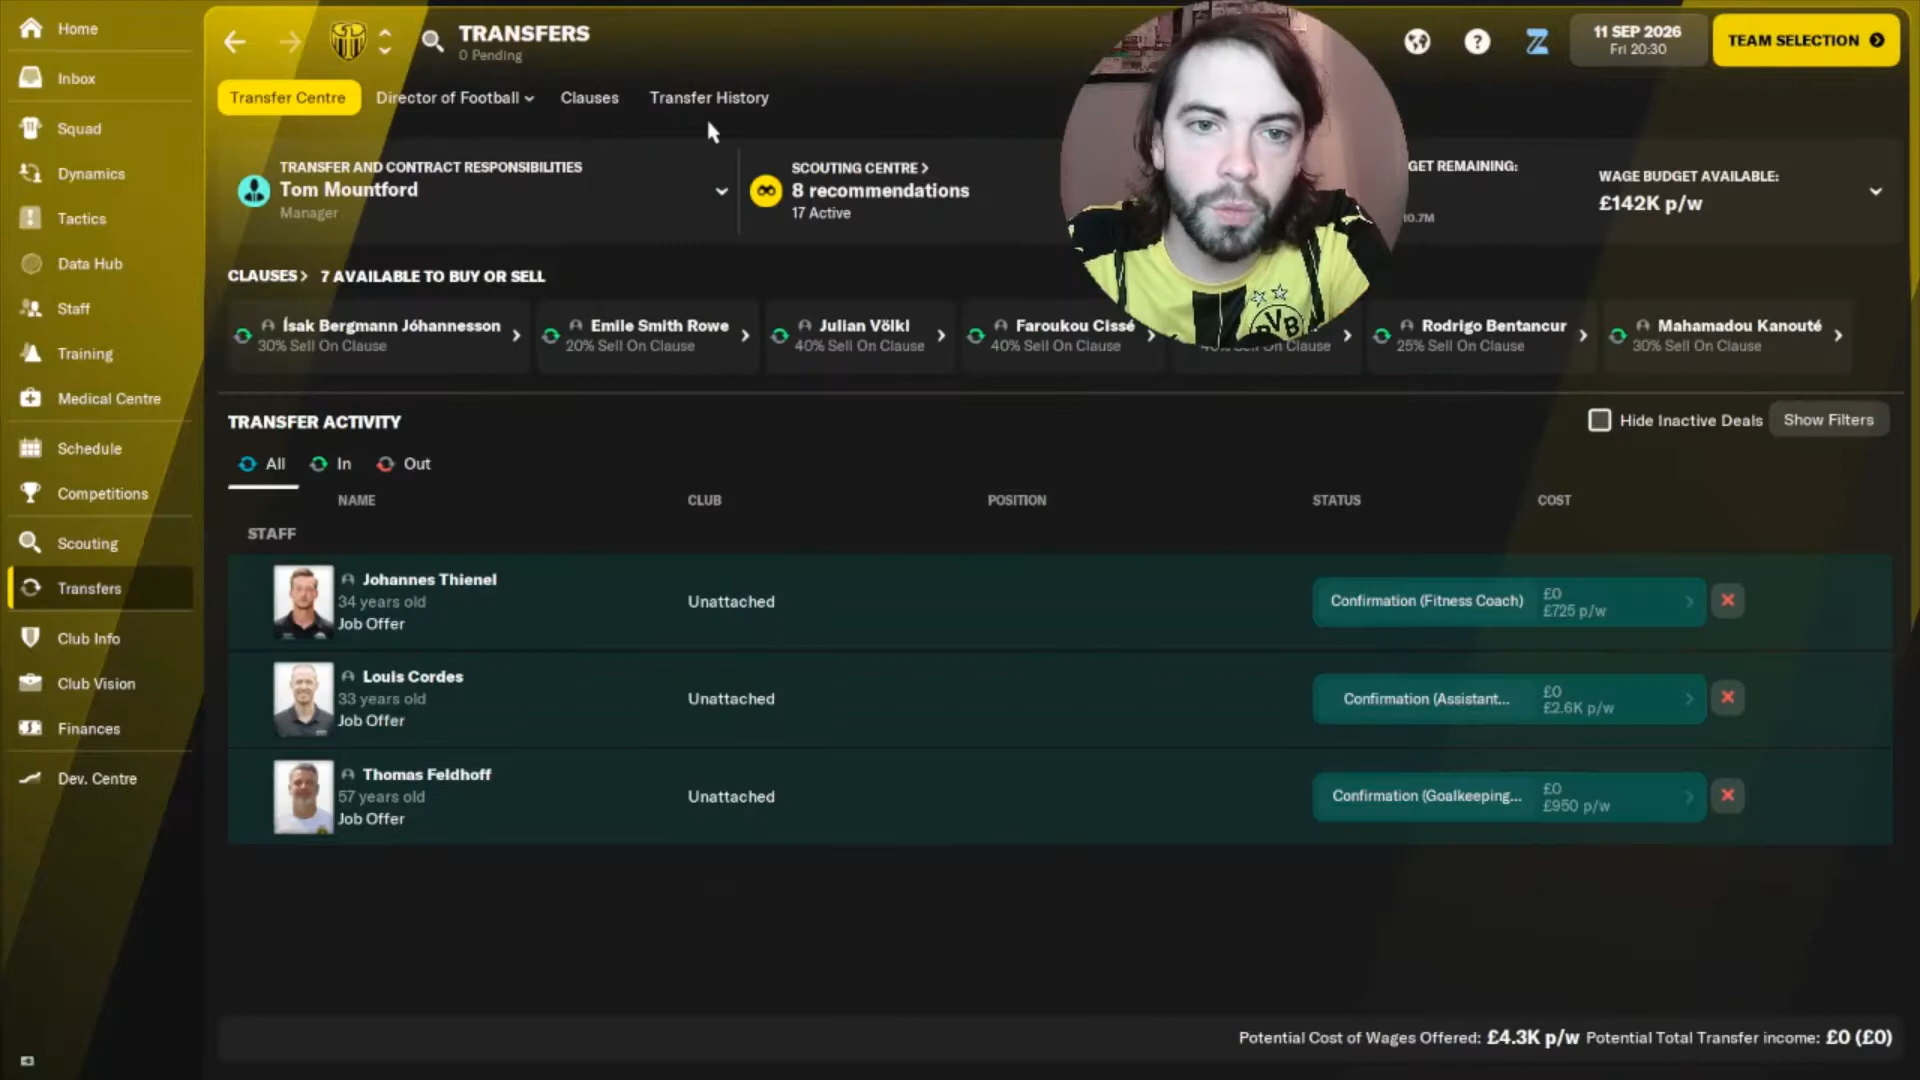 Home
Inbox
Squad
Dynamics
Tactics
Data Hub
Staff
Training
Medical Centre
Schedule
Competitions
Scouting
Transfers
Club Info
Club Vision
Finances
Dev. Centre
TRANSFERS
0 Pending
11 SEP 2026
Fri 20:30
TEAM SELECTION
Transfer Centre
Director of Football
Clauses
Transfer History
TRANSFER AND CONTRACT RESPONSIBILITIES
Tom Mountford
Manager
SCOUTING CENTRE >
8 recommendations
17 Active
GET REMAINING:
10.7M
WAGE BUDGET AVAILABLE:
£142K p/w
BVB
CLAUSES > 7 AVAILABLE TO BUY OR SELL
Ísak Bergmann Jóhannesson
30% Sell On Clause
Emile Smith Rowe
20% Sell On Clause
Julian Völkl
40% Sell On Clause
Faroukou Cissé
40% Sell On Clause
40% Sell On Clause
Rodrigo Bentancur
25% Sell On Clause
Mahamadou Kanouté
30% Sell On Clause
TRANSFER ACTIVITY
Hide Inactive Deals
Show Filters
All
In
Out
NAME CLUB POSITION STATUS COST
STAFF
Johannes Thienel
34 years old
Job Offer
Unattached
Confirmation (Fitness Coach)
£0
£725 p/w
Louis Cordes
33 years old
Job Offer
Unattached
Confirmation (Assistant...
£0
£2.6K p/w
Thomas Feldhoff
57 years old
Job Offer
Unattached
Confirmation (Goalkeeping...
£0
£950 p/w
Potential Cost of Wages Offered: £4.3K p/w Potential Total Transfer income: £0 (£0)